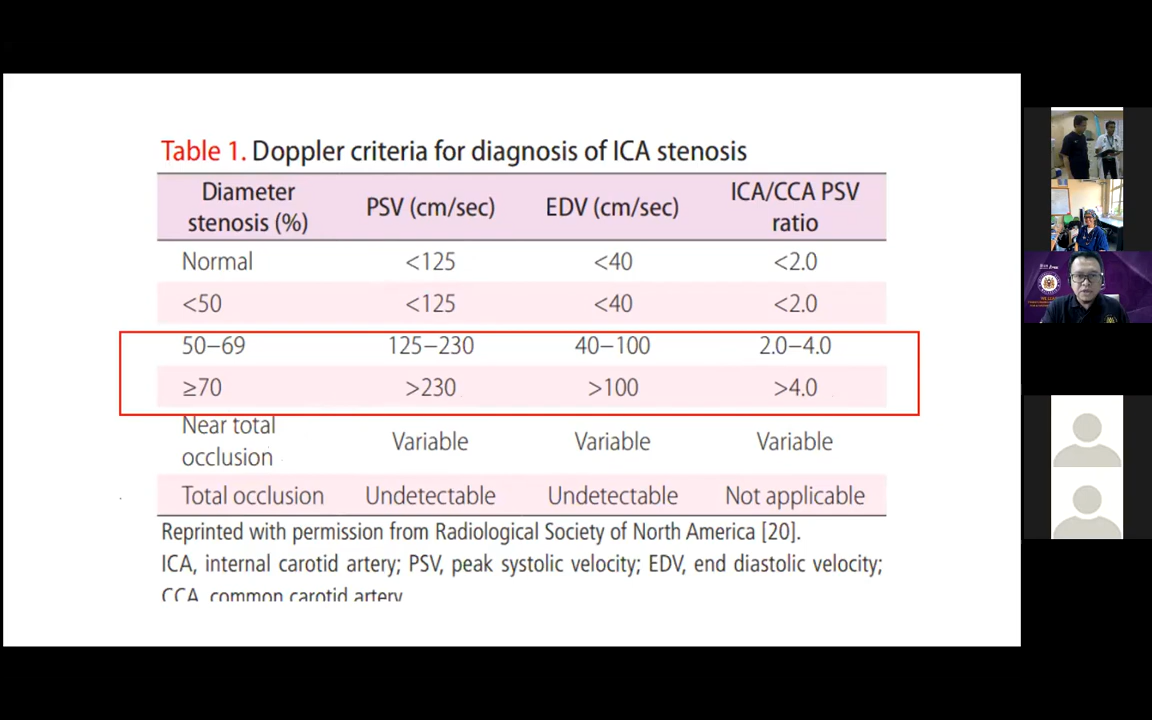 Table 1. Doppler criteria for diagnosis of ICA stenosis
Diameter stenosis (%) PSV (cm/sec) EDV (cm/sec) ICA/CCA PSV ratio
Normal <125 <40 <2.0
<50 <125 <40 <2.0
50–69 125–230 40–100 2.0–4.0
≥70 >230 >100 >4.0
Near total occlusion Variable Variable Variable
Total occlusion Undetectable Undetectable Not applicable
Reprinted with permission from Radiological Society of North America [20].
ICA, internal carotid artery; PSV, peak systolic velocity; EDV, end diastolic velocity;
CCA, common carotid artery